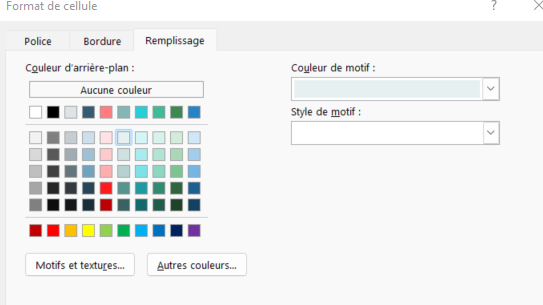 Format de cellule
?
Police Bordure Remplissage
Couleur d'arrière-plan :
Aucune couleur
Motifs et textures...
Autres couleurs...
Couleur de motif :
Style de motif :